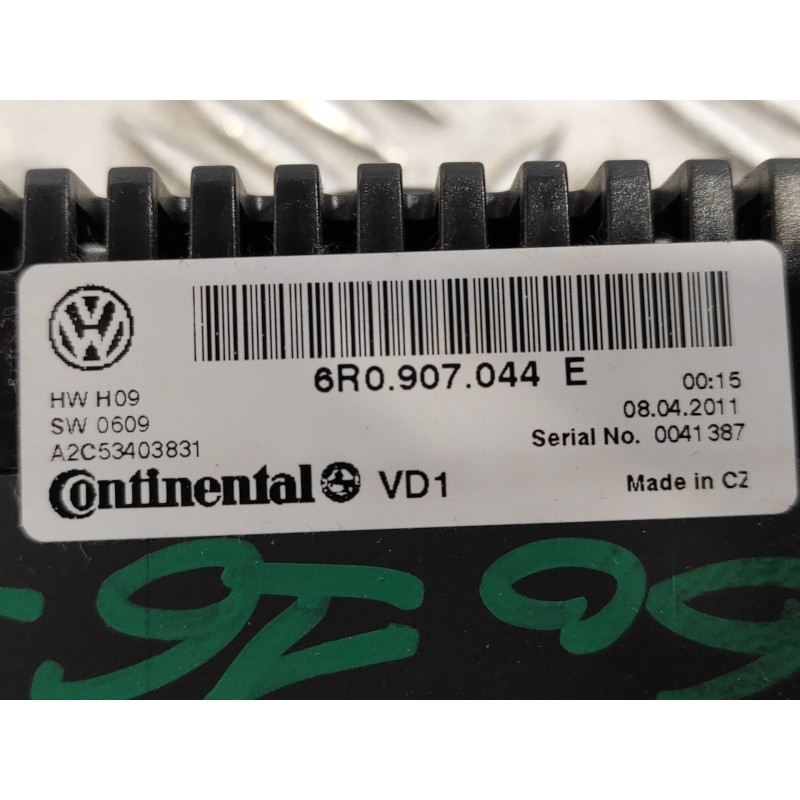 6R0.907.044 E
HW H09
SW 0609
A2C53403831
00:15
08.04.2011
Serial No. 0041387
Continental VD1
Made in CZ